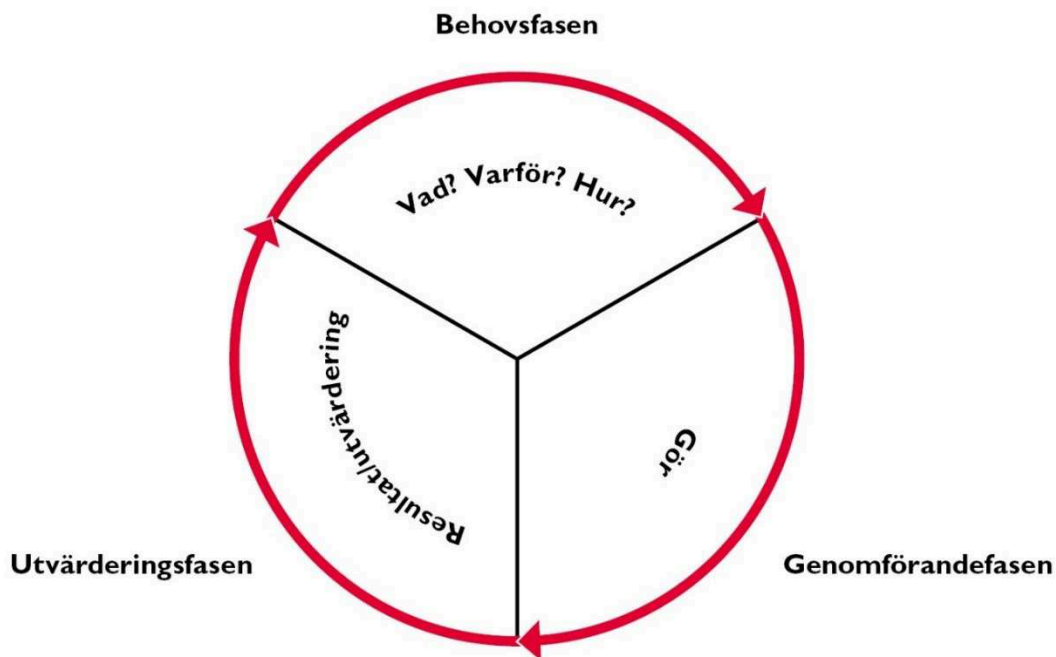 Behovsfasen
Vad? Varför? Hur?
Resultat/utvärdering
Gör
Utvärderingsfasen
Genomförandefasen